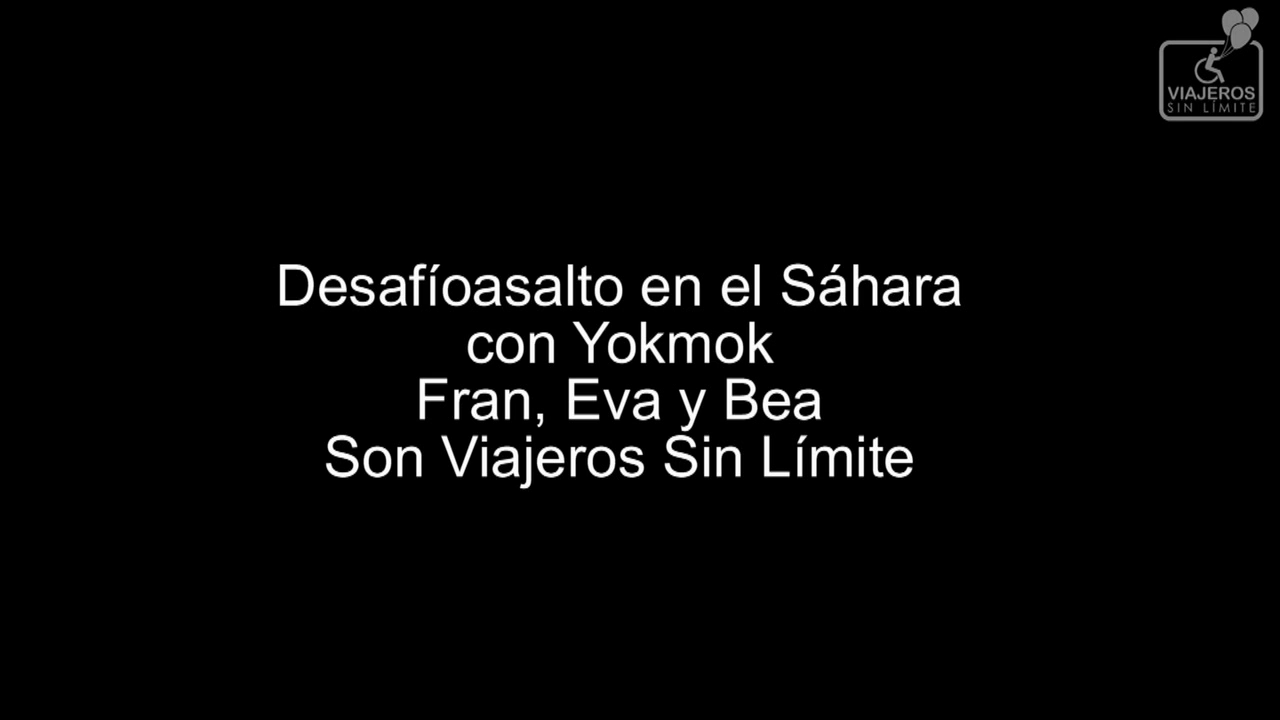 VIAJEROS
SIN LÍMITE
Desafíoasalto en el Sáhara
con Yokmok
Fran, Eva y Bea
Son Viajeros Sin Límite